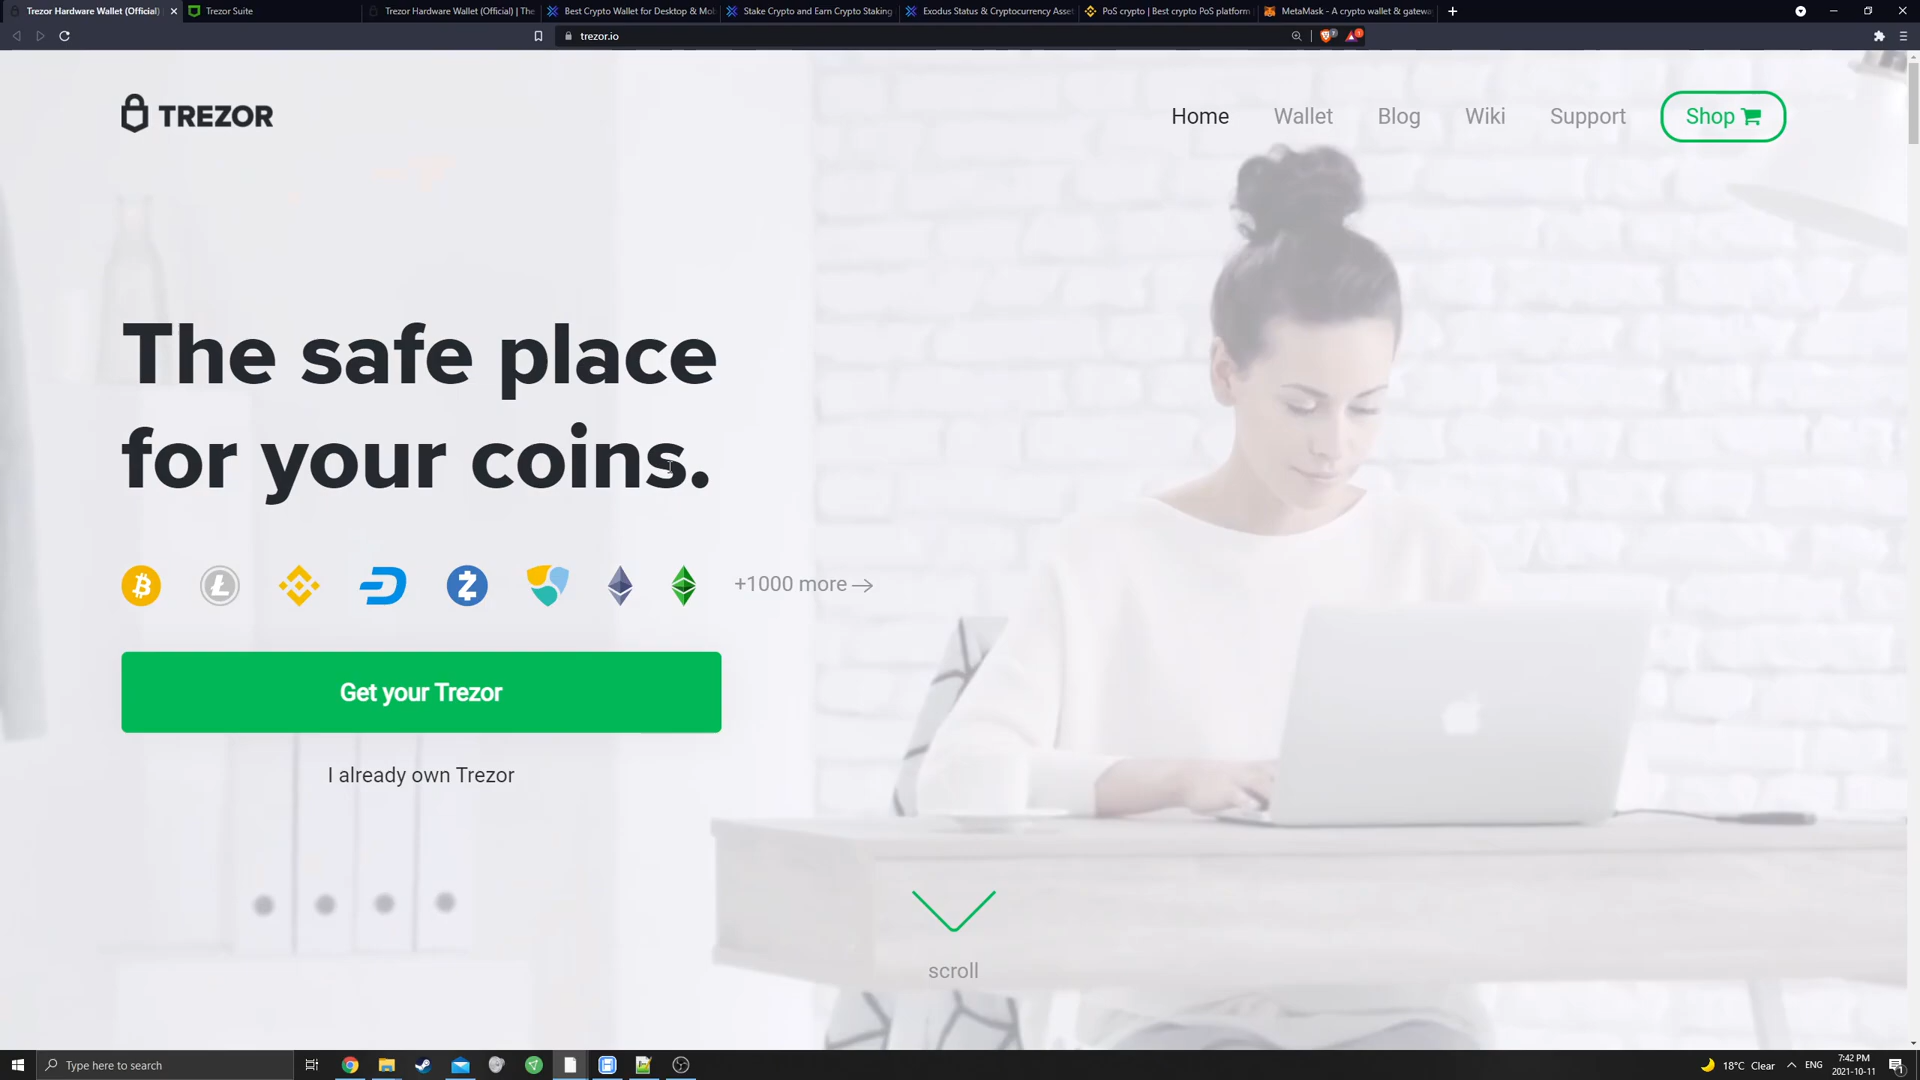 Trezor Hardware Wallet (Official)
Trezor Suite
Trezor Hardware Wallet (Official) | The
Best Crypto Wallet for Desktop & Mob
Stake Crypto and Earn Crypto Staking
Exodus Status & Cryptocurrency Asset
PoS crypto | Best crypto PoS platform
MetaMask - A crypto wallet & gateway
trezor.io
TREZOR
Home
Wallet
Blog
Wiki
Support
Shop
The safe place
for your coins.
+1000 more
Get your Trezor
I already own Trezor
scroll
Type here to search
18°C Clear
ENG
7:42 PM
2021-10-11